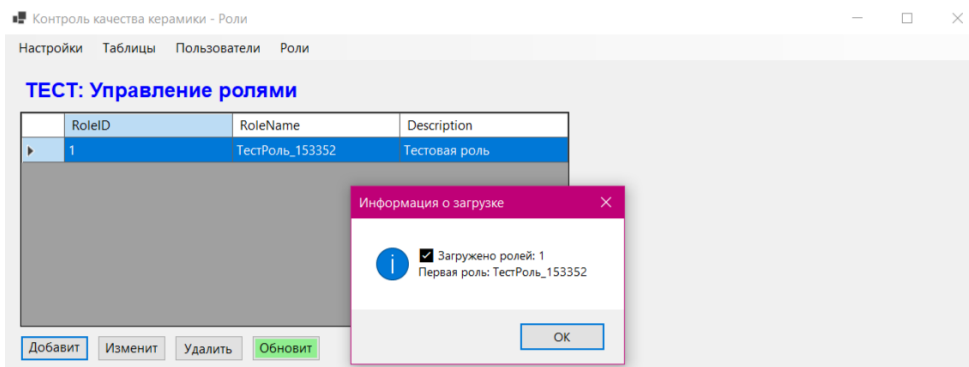 Контроль качества керамики - Роли
Настройки Таблицы Пользователи Роли
ТЕСТ: Управление ролями
RoleID RoleName Description
1 ТестРоль_153352 Тестовая роль
Информация о загрузке
Загружено ролей: 1
Первая роль: ТестРоль_153352
OK
Добавит Изменит Удалить Обновит